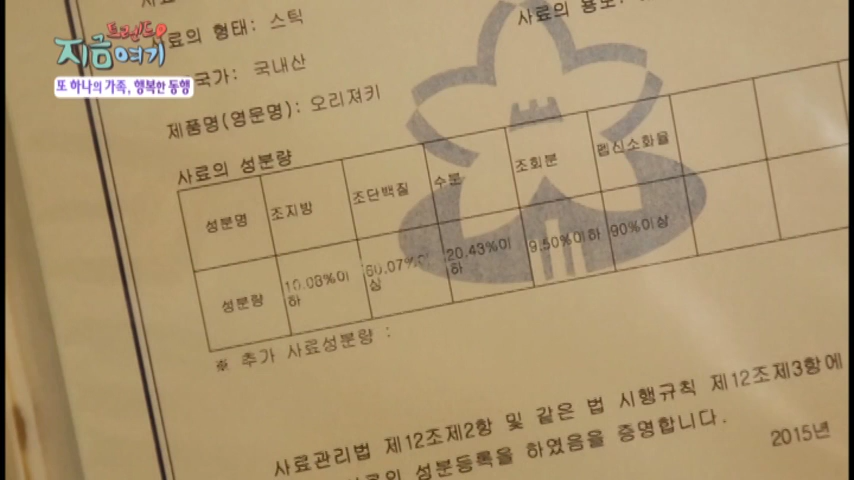 트렌드
지금여기
또 하나의 가족, 행복한 동행
사료의 형태: 스틱
사료의 용도:
국가: 국내산
제품명(영문명): 오리져키
사료의 성분량
성분명 조지방 조단백질 수분 조회분 펩신소화율
성분량 10.08%이하 60.07%이상 20.43%이하 9.50%이하 90%이상
※ 추가 사료성분량 :
사료관리법 제12조제2항 및 같은 법 시행규칙 제12조제3항에
성분등록을 하였음을 증명합니다.
2015년